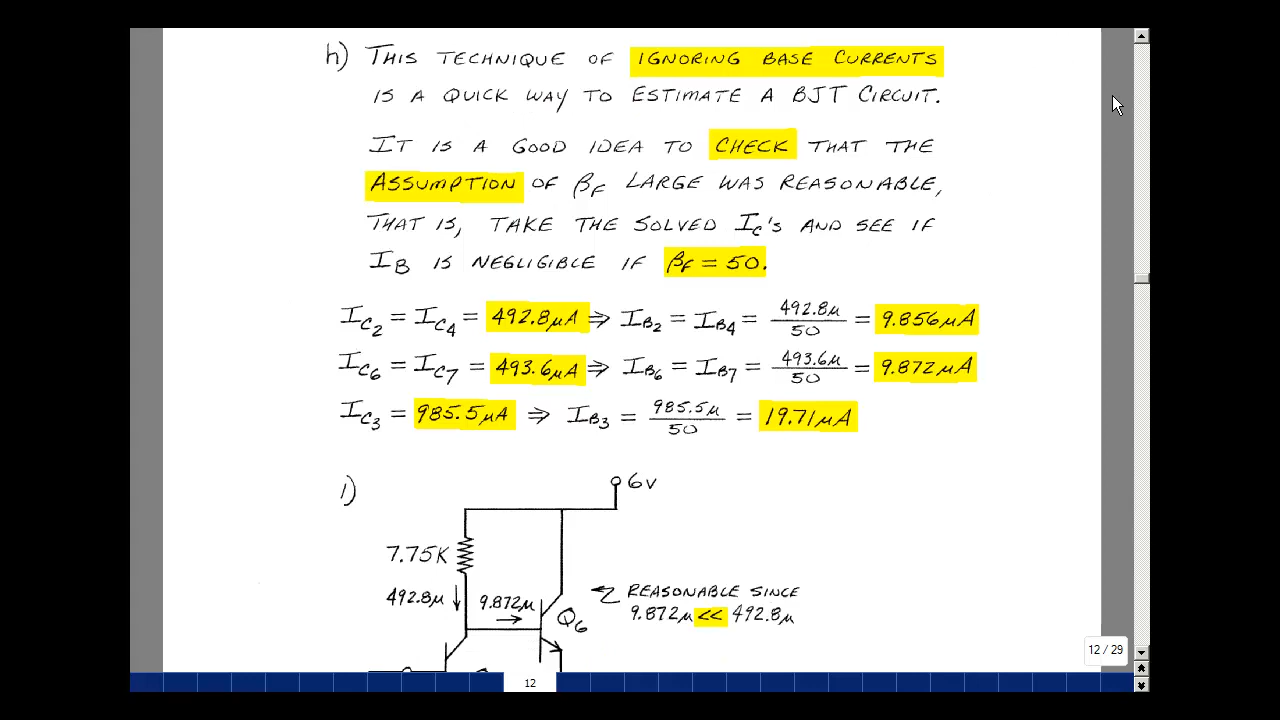 h) THIS TECHNIQUE OF IGNORING BASE CURRENTS
IS A QUICK WAY TO ESTIMATE A BJT CIRCUIT.
IT IS A GOOD IDEA TO CHECK THAT THE
ASSUMPTION OF βF LARGE WAS REASONABLE,
THAT IS, TAKE THE SOLVED IC'S AND SEE IF
IB IS NEGLIGIBLE IF βF = 50.
IC2 = IC4 = 492.8μA ⇒ IB2 = IB4 = 492.8μ/50 = 9.856μA
IC6 = IC7 = 493.6μA ⇒ IB6 = IB7 = 493.6μ/50 = 9.872μA
IC3 = 985.5μA ⇒ IB3 = 985.5μ/50 = 19.71μA
i)
6V
7.75K
492.8μ
9.872μ
Q6
REASONABLE SINCE
9.872μ << 492.8μ
12 / 29
12